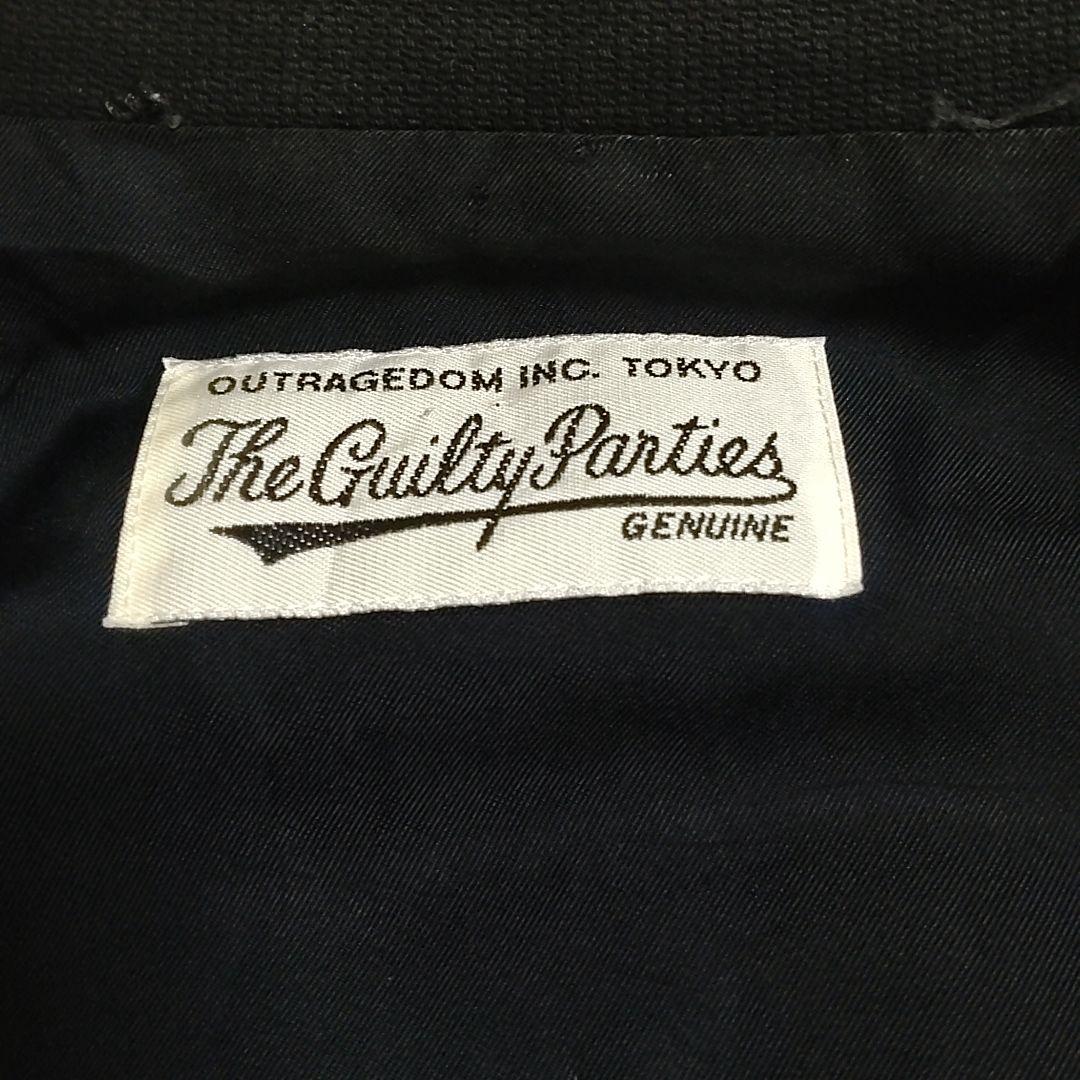 OUTRAGEDOM INC. TOKYO
The Guilty Parties
GENUINE